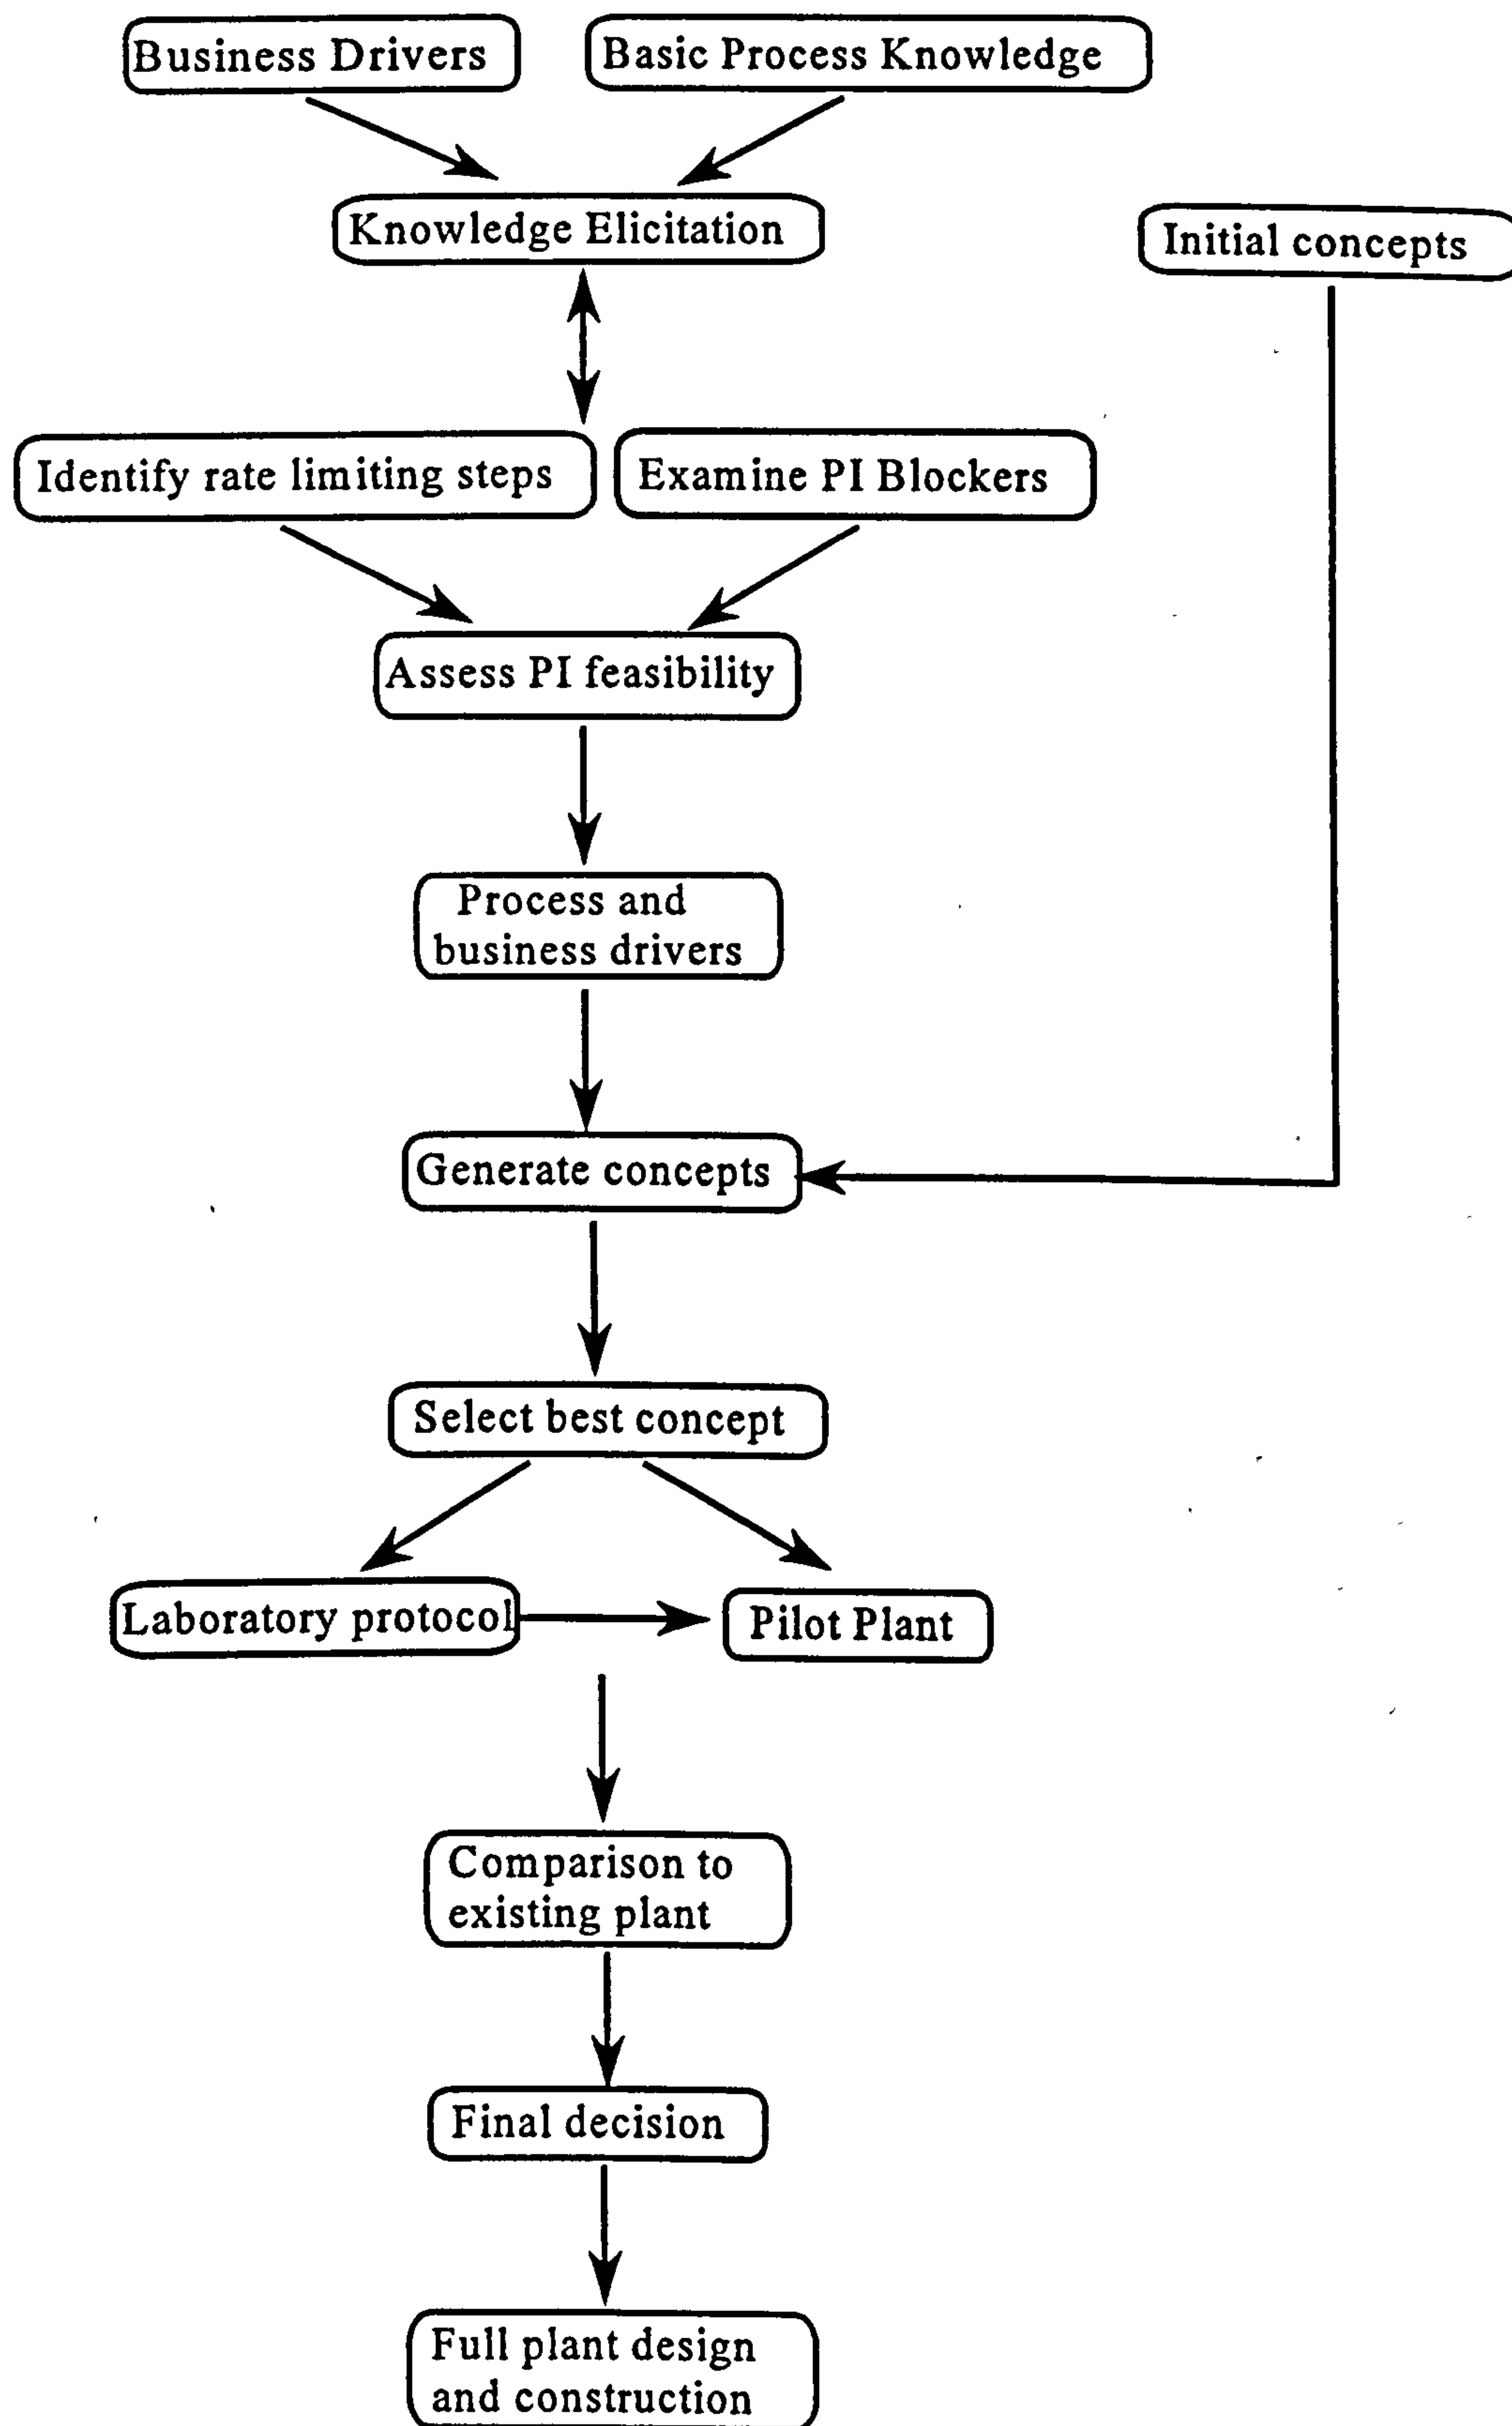 Business Drivers
Basic Process Knowledge
Knowledge Elicitation
Initial concepts
Identify rate limiting steps
Examine PI Blockers
Assess PI feasibility
Process and
business drivers
Generate concepts
Select best concept
Laboratory protocol
Pilot Plant
Comparison to
existing plant
Final decision
Full plant design
and construction